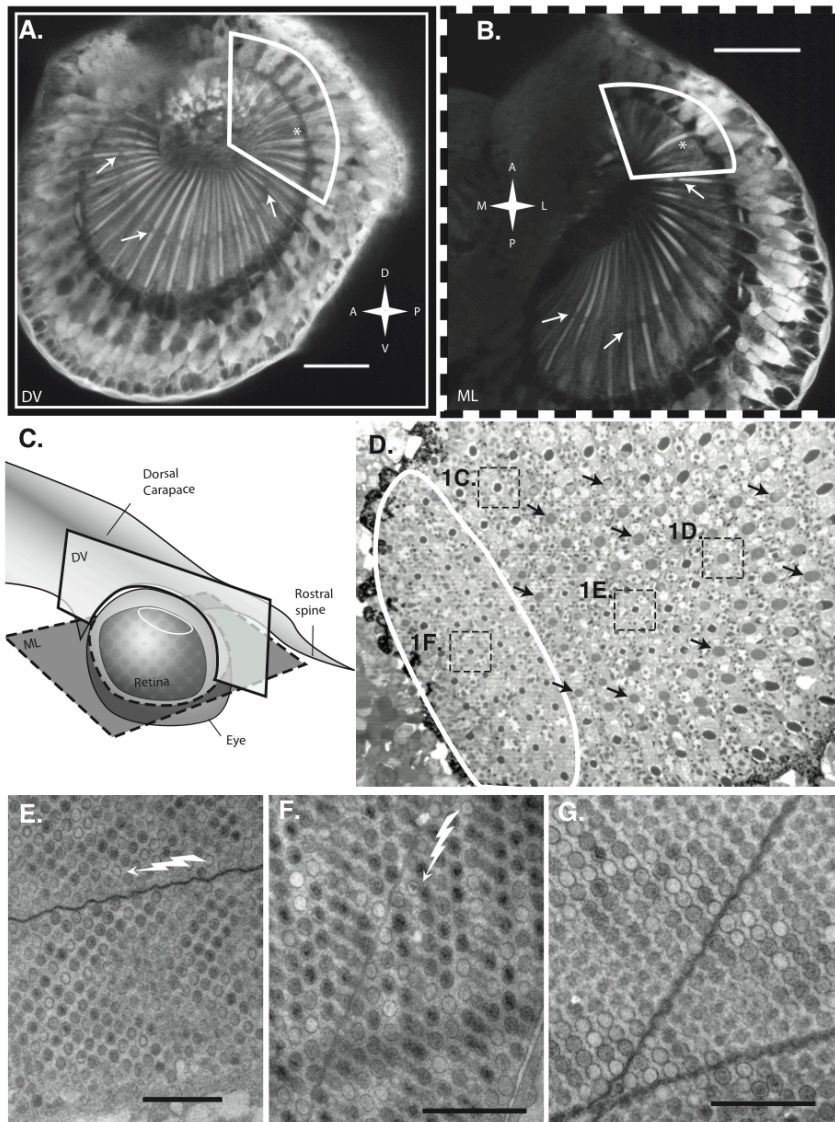 A.
*
D
A P
V
DV
B.
*
A
M L
P
ML
C.
Dorsal
Carapace
DV
Rostral
spine
ML
Retina
Eye
D.
1C.
1D.
1E.
1F.
E.
F.
G.